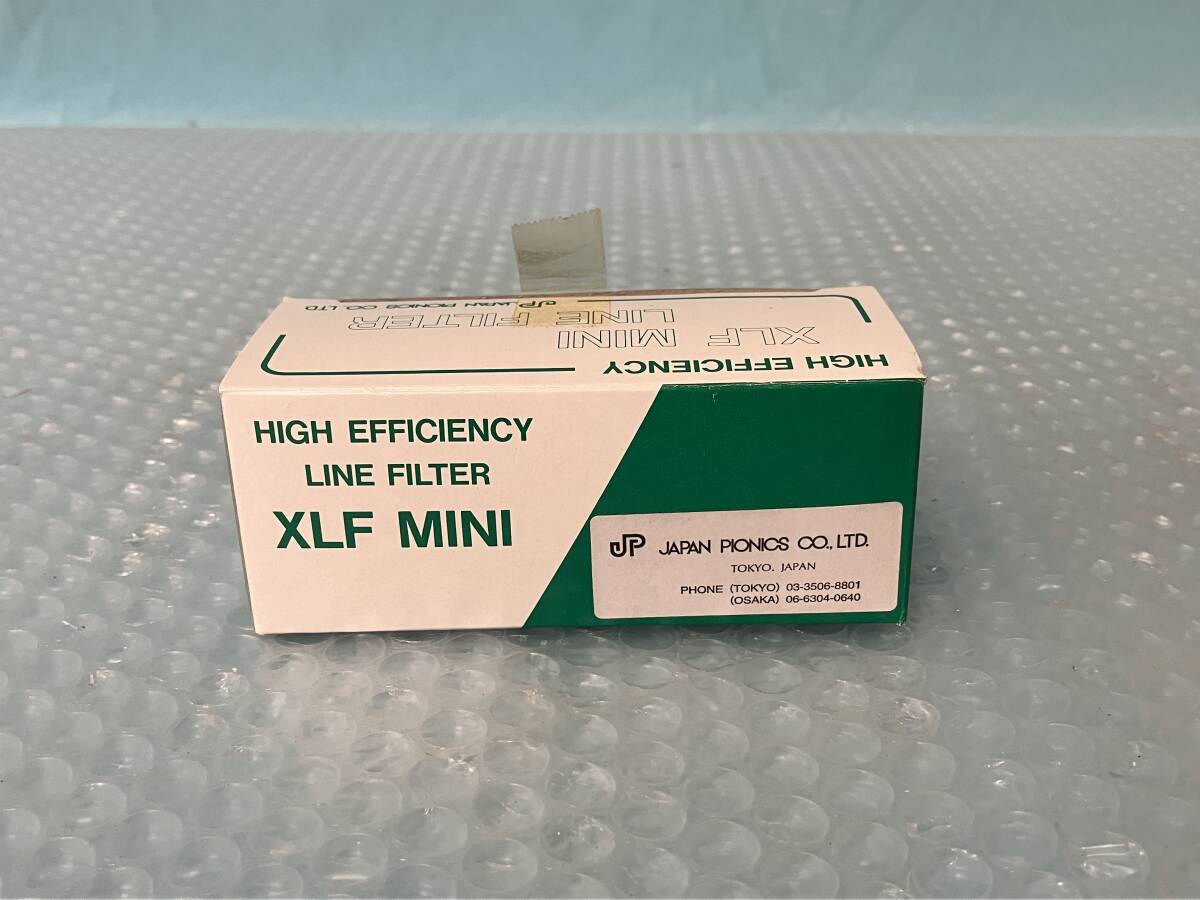 JP JAPAN PIONICS CO., LTD.
LINE FILTER
XLF MINI
HIGH EFFICIENCY
HIGH EFFICIENCY
LINE FILTER
XLF MINI
JP JAPAN PIONICS CO., LTD.
TOKYO. JAPAN
PHONE (TOKYO) 03-3506-8801
(OSAKA) 06-6304-0640